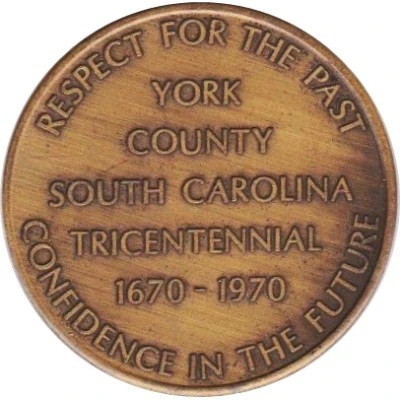 RESPECT FOR THE PAST
YORK
COUNTY
SOUTH CAROLINA
TRICENTENNIAL
1670 - 1970
CONFIDENCE IN THE FUTURE